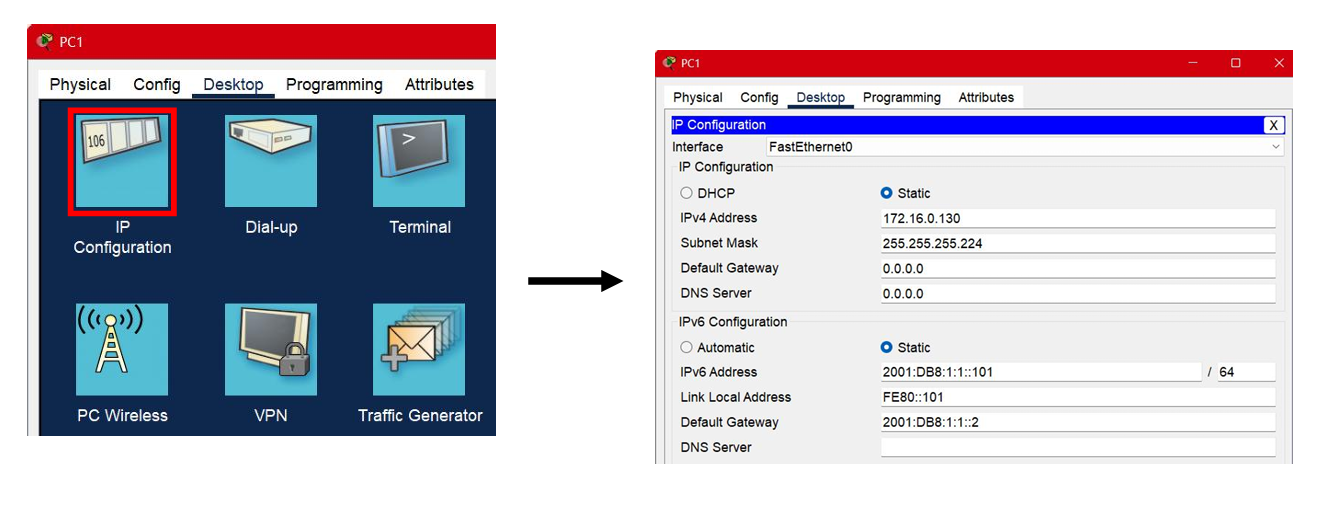 PC1
Physical Config Desktop Programming Attributes
106
>
IP
Configuration
Dial-up
Terminal
PC Wireless
VPN
Traffic Generator
PC1
Physical Config Desktop Programming Attributes
IP Configuration X
Interface FastEthernet0
IP Configuration
DHCP Static
IPv4 Address 172.16.0.130
Subnet Mask 255.255.255.224
Default Gateway 0.0.0.0
DNS Server 0.0.0.0
IPv6 Configuration
Automatic Static
IPv6 Address 2001:DB8:1:1::101 / 64
Link Local Address FE80::101
Default Gateway 2001:DB8:1:1::2
DNS Server